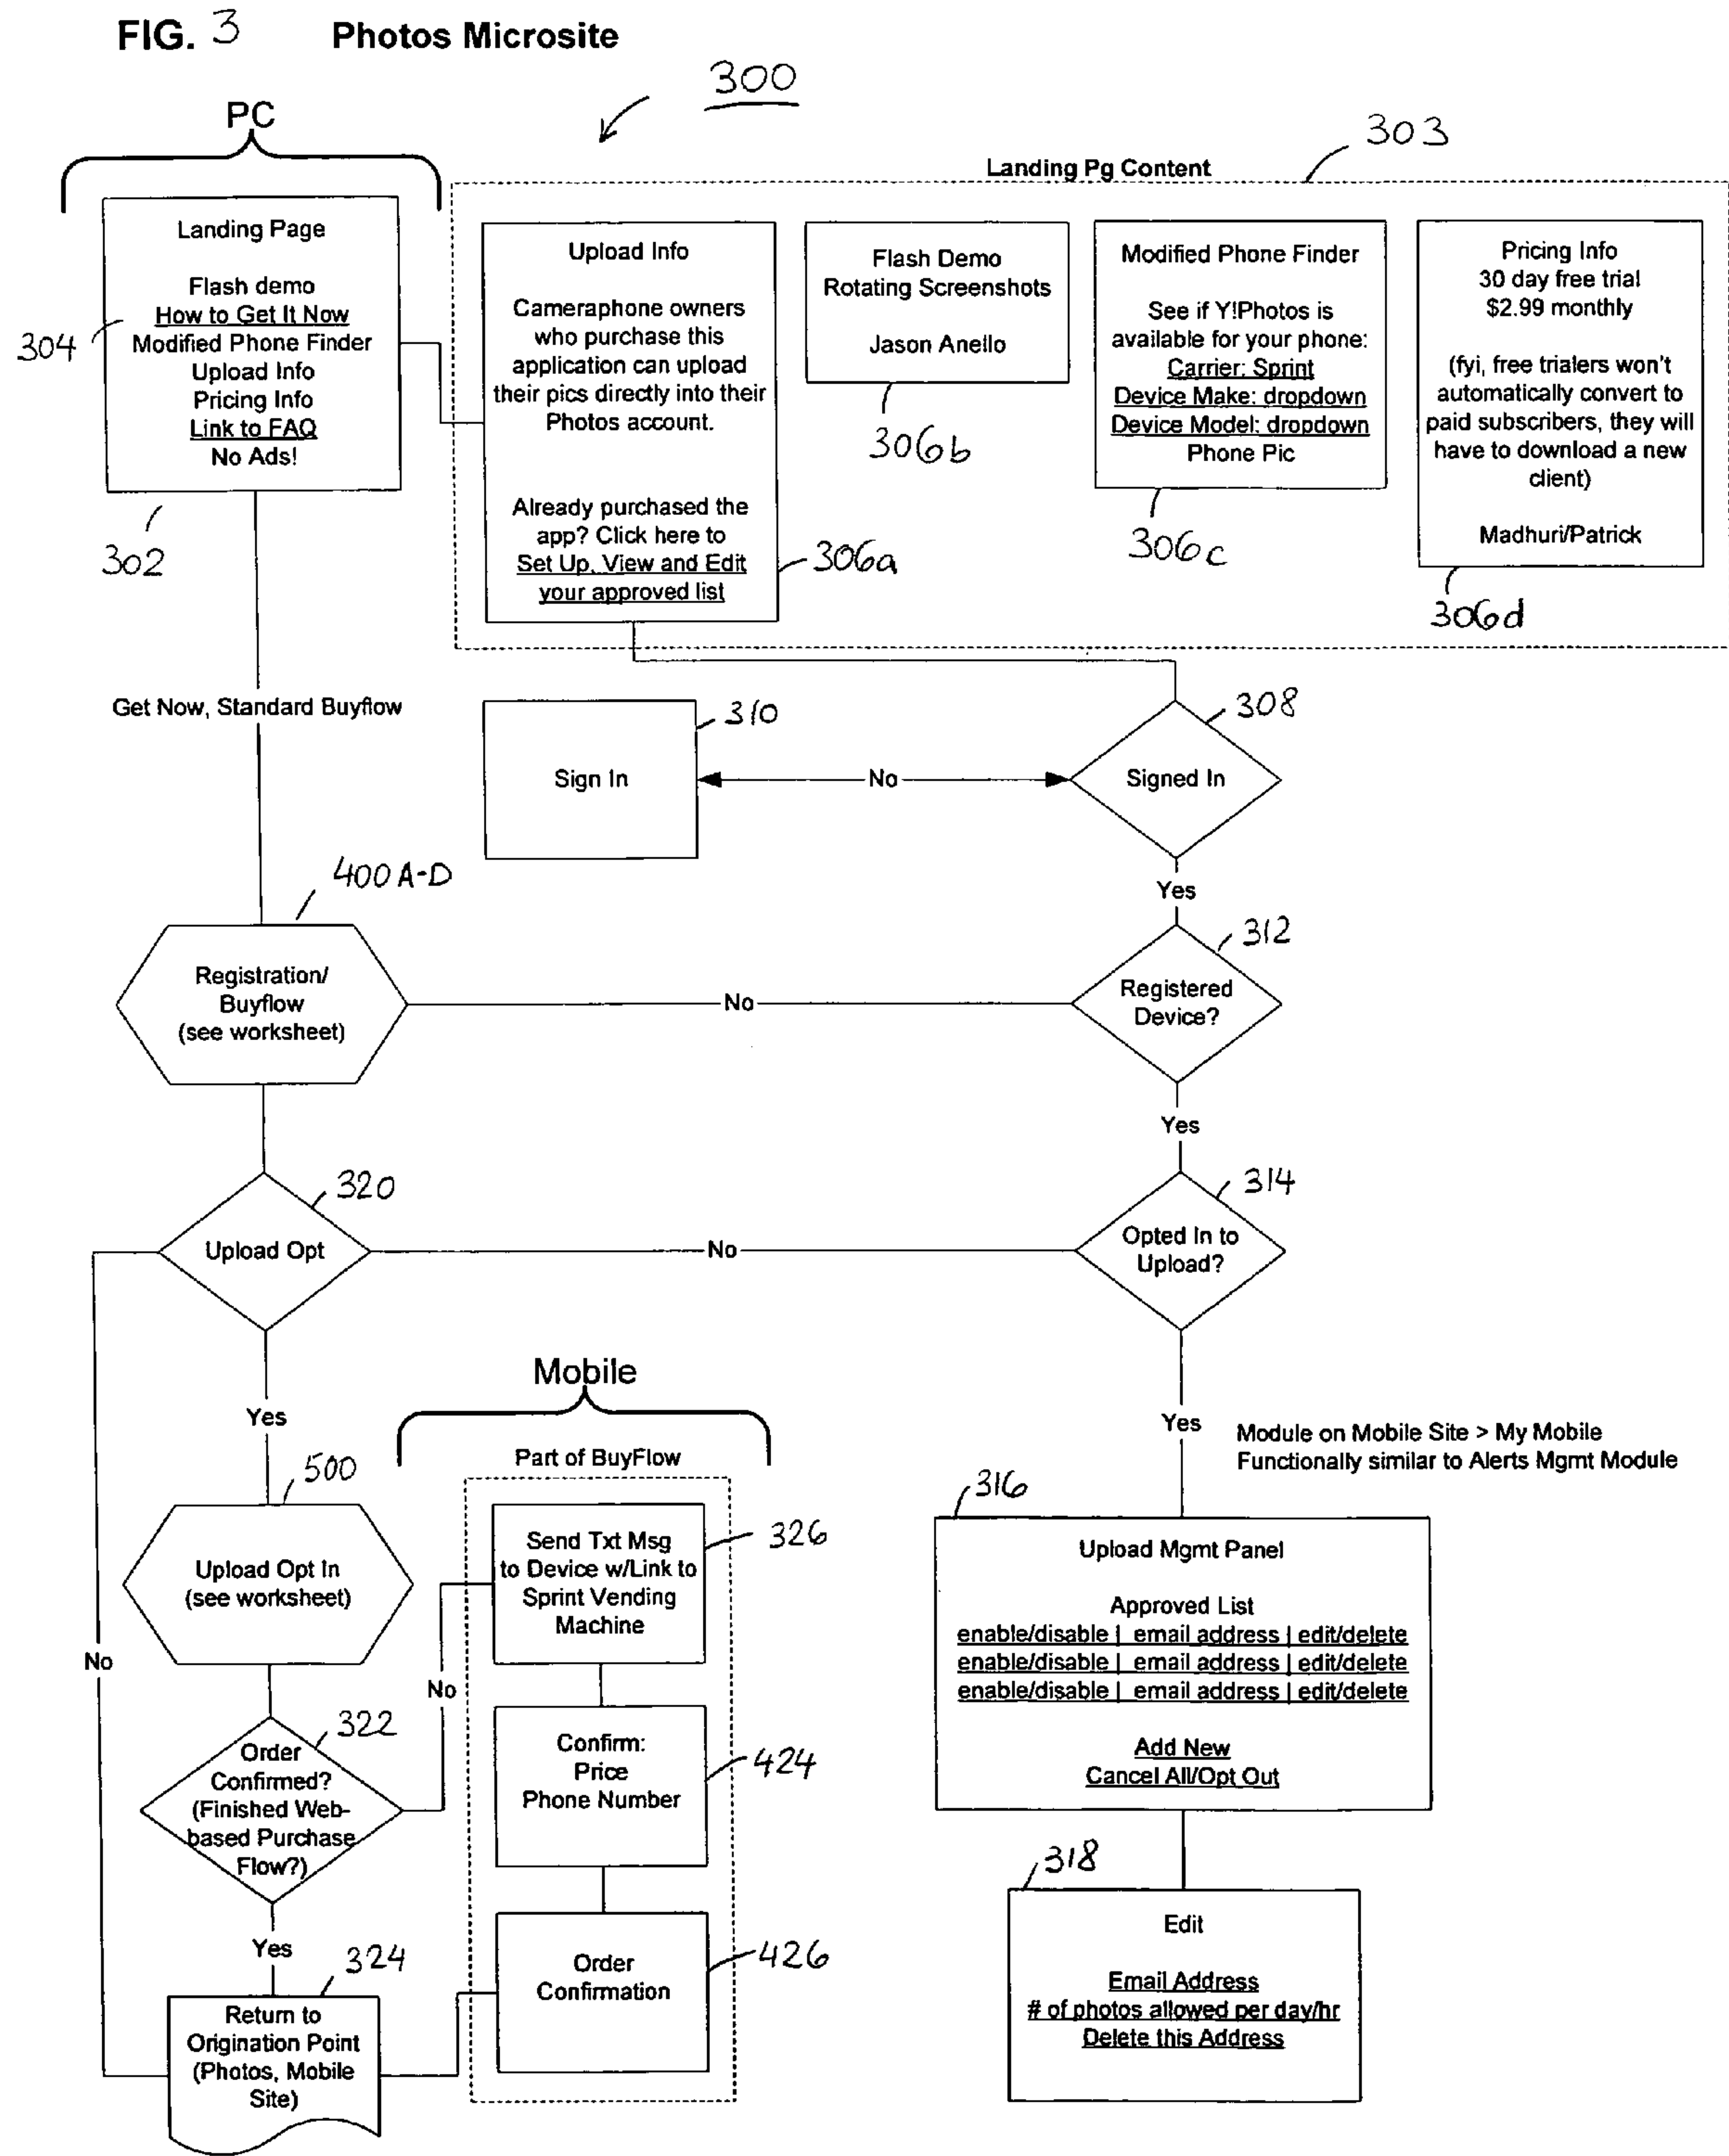 FIG. 3 Photos Microsite
300
PC
303
Landing Pg Content
Landing Page
Flash demo
How to Get It Now
Modified Phone Finder
Upload Info
Pricing Info
Link to FAQ
No Ads!
304
302
Upload Info
Cameraphone owners
who purchase this
application can upload
their pics directly into their
Photos account.
Already purchased the
app? Click here to
Set Up, View and Edit
your approved list
306a
Flash Demo
Rotating Screenshots
Jason Anello
306b
Modified Phone Finder
See if Y!Photos is
available for your phone:
Carrier: Sprint
Device Make: dropdown
Device Model: dropdown
Phone Pic
306c
Pricing Info
30 day free trial
$2.99 monthly
(fyi, free trialers won't
automatically convert to
paid subscribers, they will
have to download a new
client)
Madhuri/Patrick
306d
Get Now, Standard Buyflow
310
Sign In
No
308
Signed In
Yes
400A-D
Registration/
Buyflow
(see worksheet)
No
312
Registered
Device?
Yes
320
Upload Opt
No
314
Opted In to
Upload?
Yes
Yes
Module on Mobile Site > My Mobile
Functionally similar to Alerts Mgmt Module
Mobile
Part of BuyFlow
500
Upload Opt In
(see worksheet)
No
No
326
Send Txt Msg
to Device w/Link to
Sprint Vending
Machine
316
Upload Mgmt Panel
Approved List
enable/disable | email address | edit/delete
enable/disable | email address | edit/delete
enable/disable | email address | edit/delete
Add New
Cancel All/Opt Out
322
Order
Confirmed?
(Finished Web-
based Purchase
Flow?)
Yes
Confirm:
Price
Phone Number
424
Order
Confirmation
426
324
Return to
Origination Point
(Photos, Mobile
Site)
318
Edit
Email Address
# of photos allowed per day/hr
Delete this Address